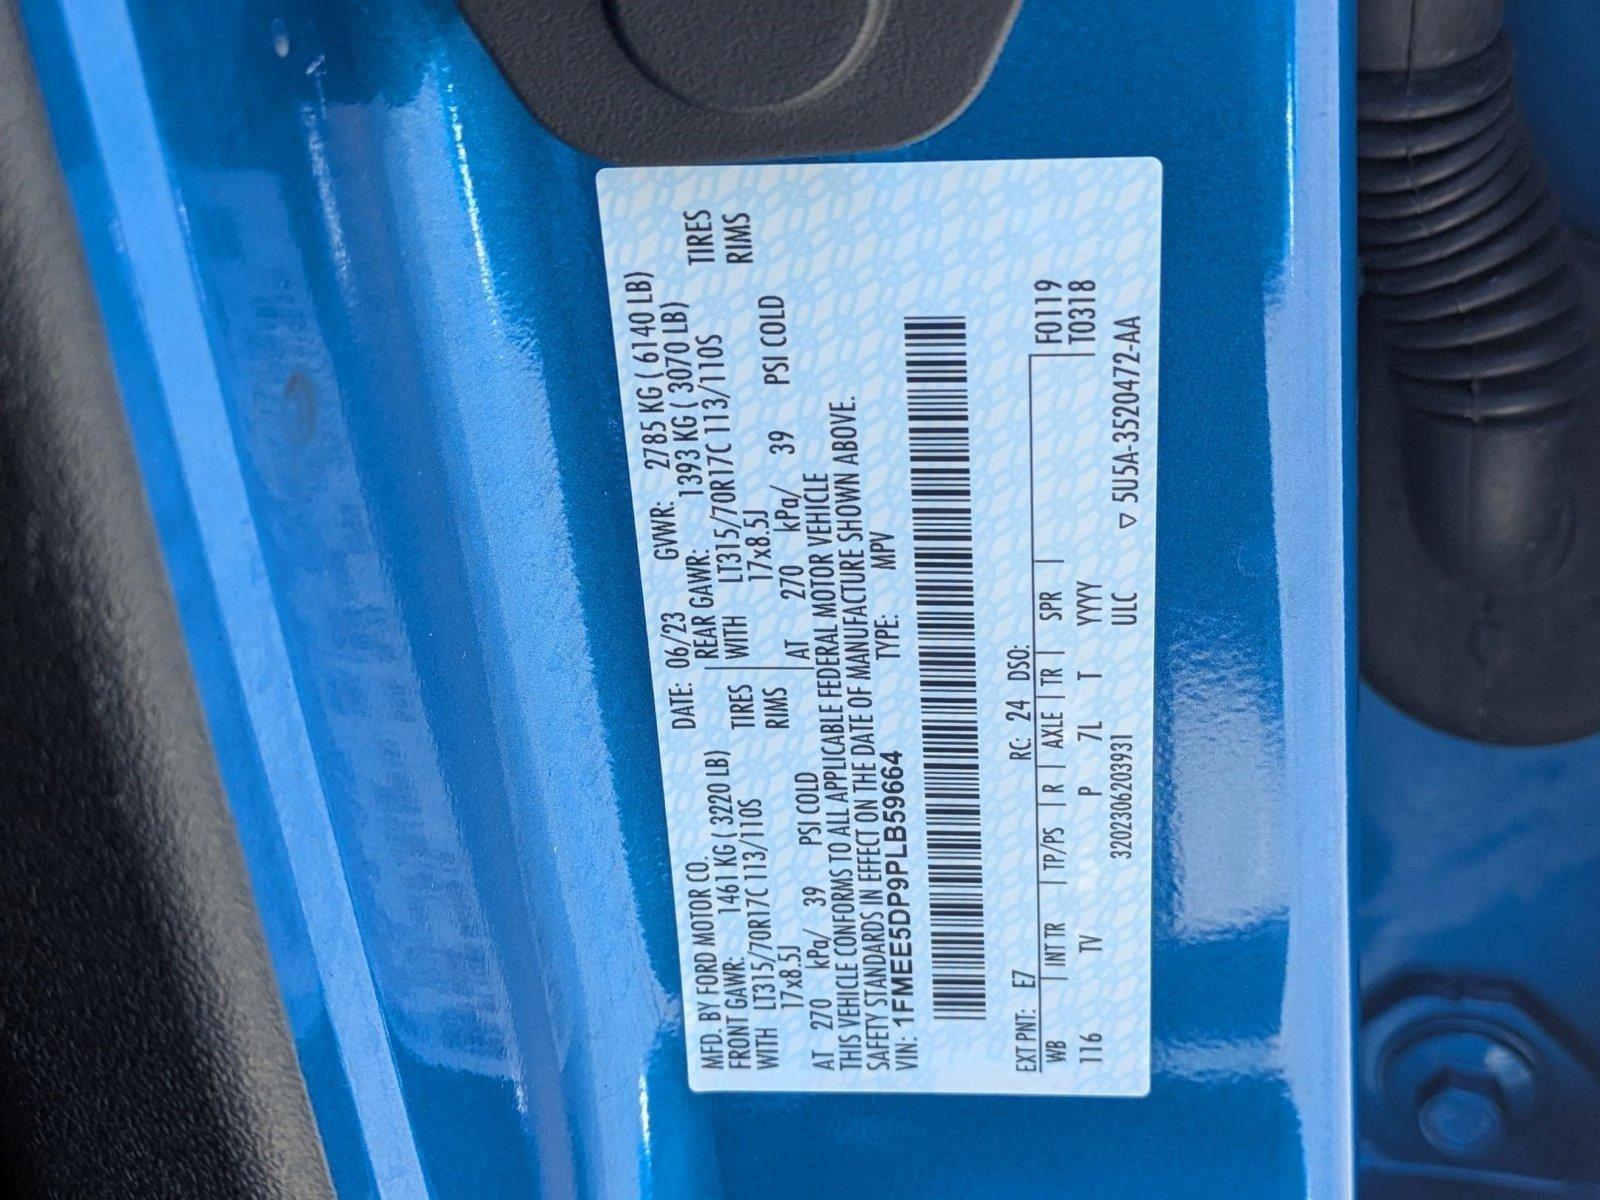 MFD. BY FORD MOTOR CO. DATE: 06/23 GVWR: 2785 KG ( 6140 LB)
FRONT GAWR: 1461 KG ( 3220 LB) REAR GAWR: 1393 KG ( 3070 LB)
WITH LT315/70R17C 113/110S TIRES WITH LT315/70R17C 113/110S TIRES
17x8.5J RIMS 17x8.5J RIMS
AT 270 kPa/ 39 PSI COLD AT 270 kPa/ 39 PSI COLD
THIS VEHICLE CONFORMS TO ALL APPLICABLE FEDERAL MOTOR VEHICLE
SAFETY STANDARDS IN EFFECT ON THE DATE OF MANUFACTURE SHOWN ABOVE.
VIN: 1FMEE5DP9PLB59664 TYPE: MPV
EXT PNT: E7 RC: 24 DSO: F0119
WB INT TR TP/PS R AXLE TR SPR T0318
116 TV P 7L T YYYY
3202306203931 ULC ▽ 5U5A-3520472-AA